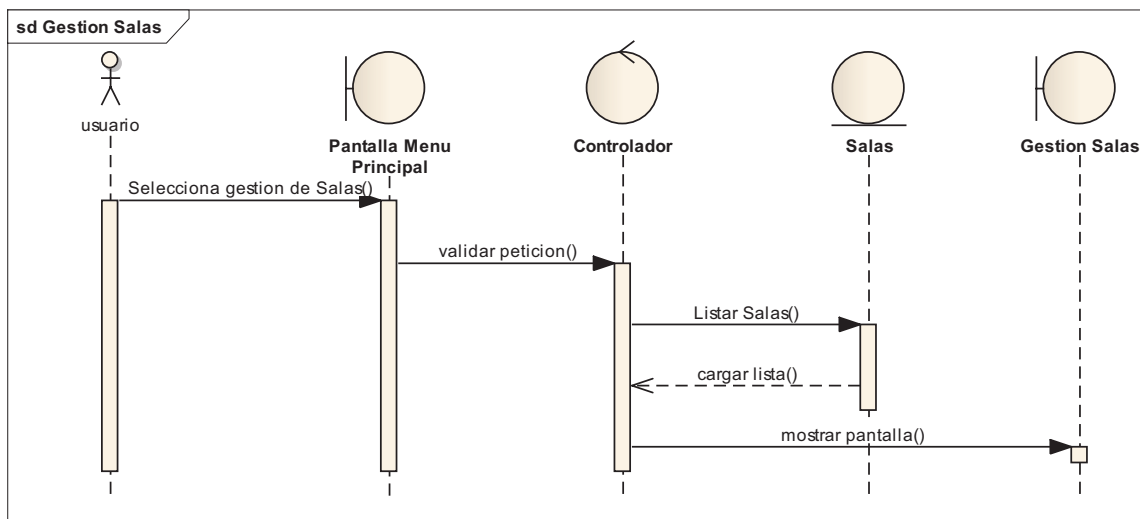 sd Gestion Salas
usuario
Pantalla Menu
Principal
Controlador
Salas
Gestion Salas
Selecciona gestion de Salas()
validar peticion()
Listar Salas()
cargar lista()
mostrar pantalla()